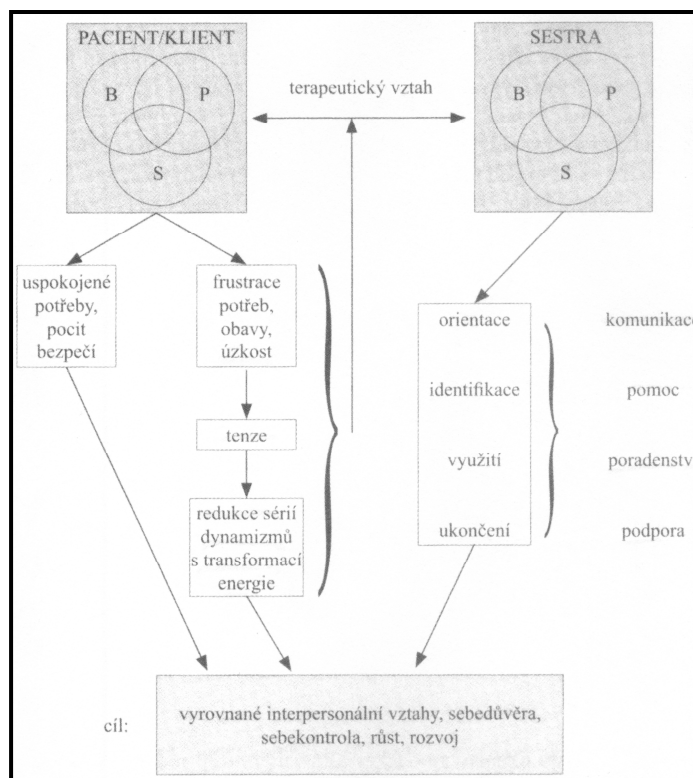 PACIENT/KLIENT
B P
S
terapeutický vztah
SESTRA
B P
S
uspokojené
potřeby,
pocit
bezpečí
frustrace
potřeb,
obavy,
úzkost
tenze
redukce sérií
dynamizmů
s transformací
energie
orientace
identifikace
využití
ukončení
komunikace
pomoc
poradenstv
podpora
cíl:
vyrovnané interpersonální vztahy, sebedůvěra,
sebekontrola, růst, rozvoj